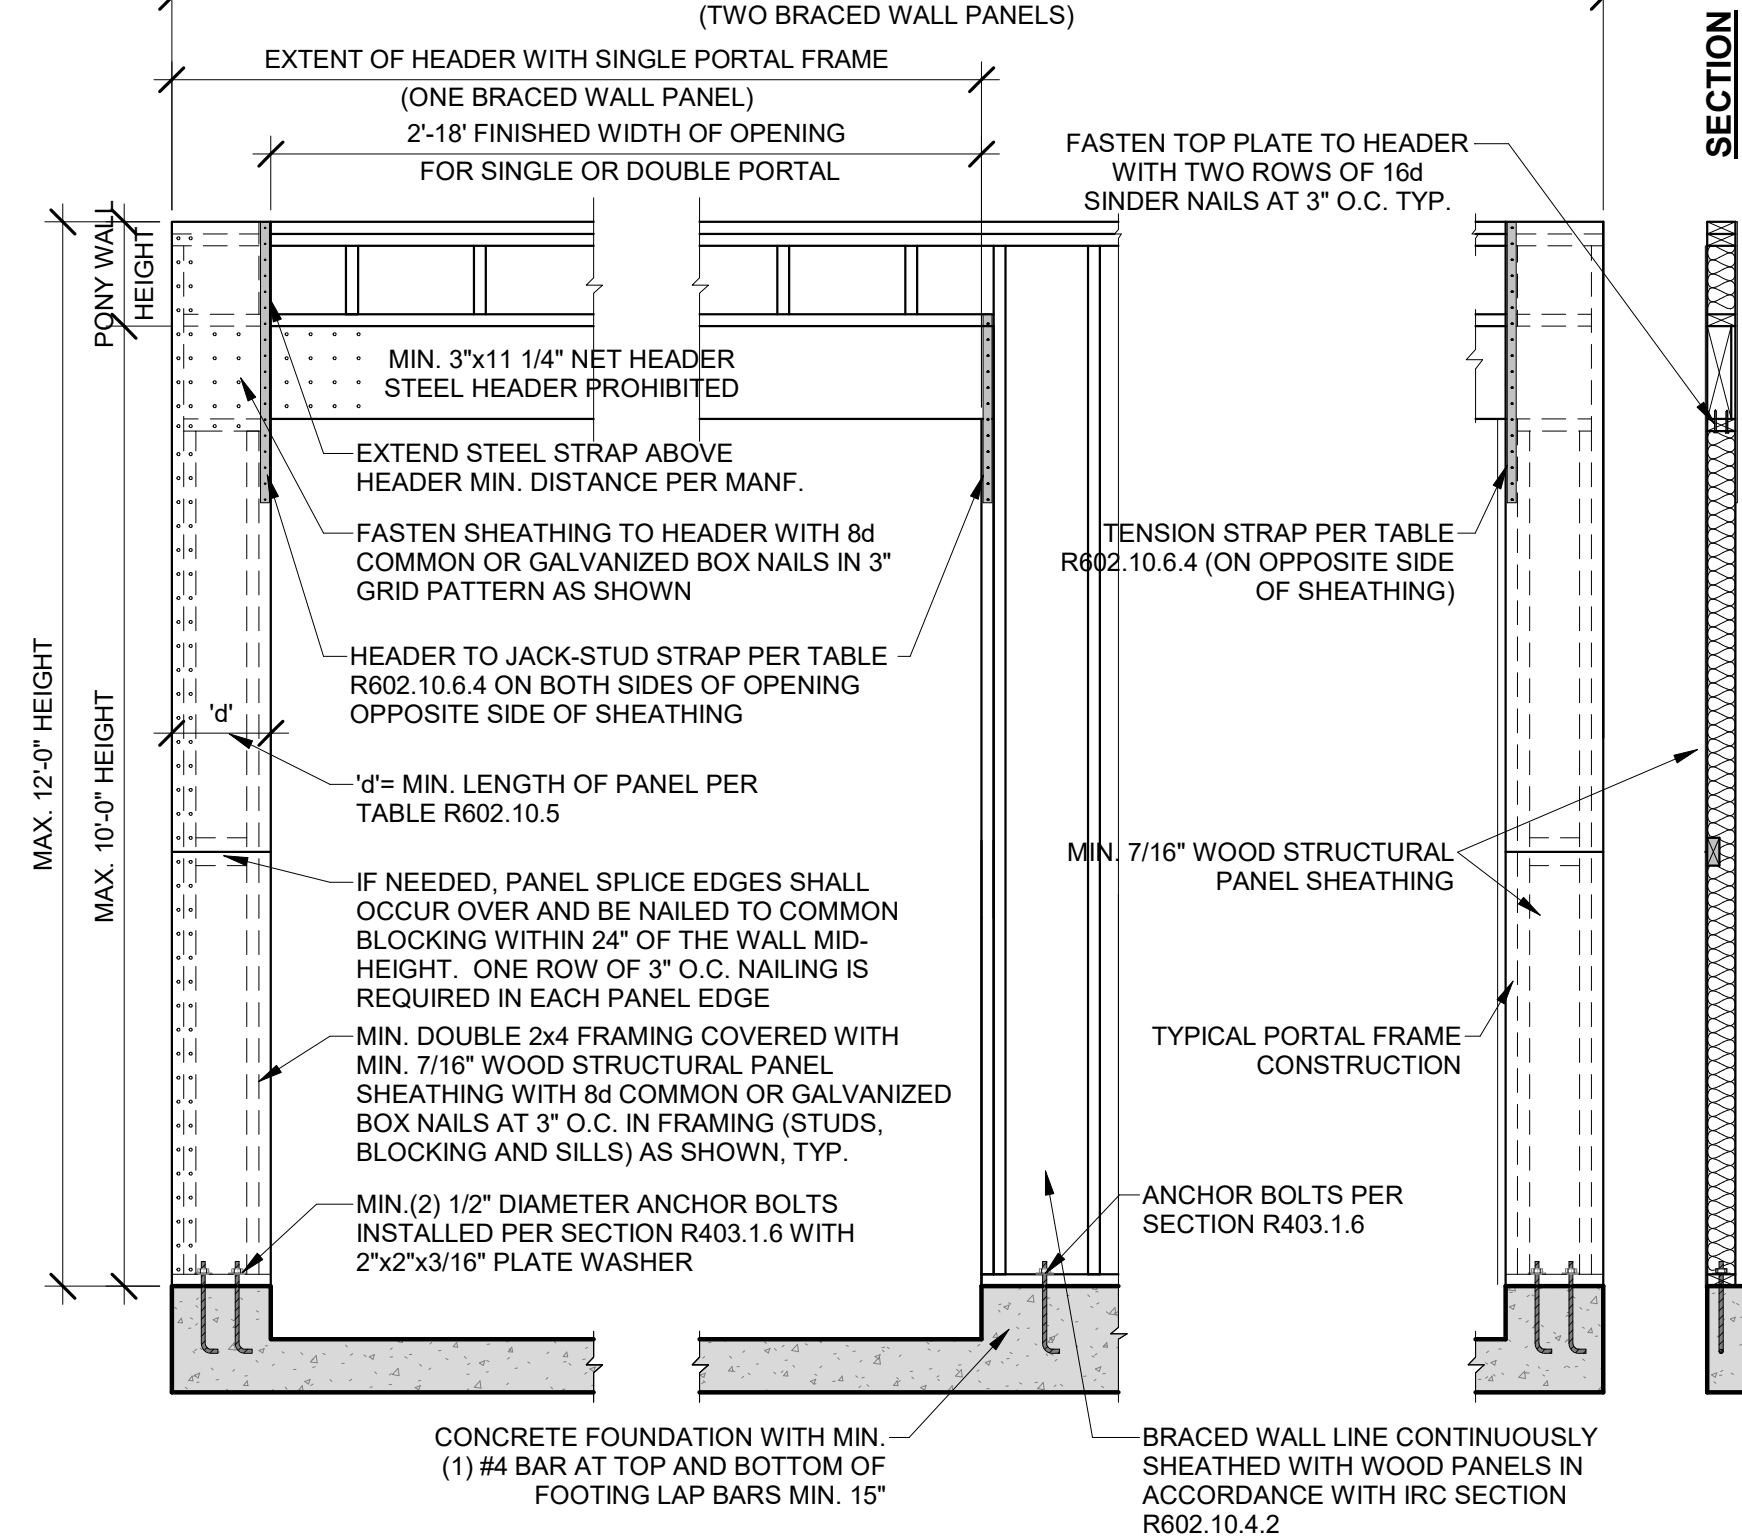 (TWO BRACED WALL PANELS)
EXTENT OF HEADER WITH SINGLE PORTAL FRAME
(ONE BRACED WALL PANEL)
2'-18' FINISHED WIDTH OF OPENING
FOR SINGLE OR DOUBLE PORTAL
SECTION
FASTEN TOP PLATE TO HEADER
WITH TWO ROWS OF 16d
SINDER NAILS AT 3" O.C. TYP.
PONY WALL
HEIGHT
MIN. 3"x11 1/4" NET HEADER
STEEL HEADER PROHIBITED
EXTEND STEEL STRAP ABOVE
HEADER MIN. DISTANCE PER MANF.
FASTEN SHEATHING TO HEADER WITH 8d
COMMON OR GALVANIZED BOX NAILS IN 3"
GRID PATTERN AS SHOWN
TENSION STRAP PER TABLE
R602.10.6.4 (ON OPPOSITE SIDE
OF SHEATHING)
HEADER TO JACK-STUD STRAP PER TABLE
R602.10.6.4 ON BOTH SIDES OF OPENING
OPPOSITE SIDE OF SHEATHING
MAX. 12'-0" HEIGHT
MAX. 10'-0" HEIGHT
'd'
'd'= MIN. LENGTH OF PANEL PER
TABLE R602.10.5
MIN. 7/16" WOOD STRUCTURAL
PANEL SHEATHING
IF NEEDED, PANEL SPLICE EDGES SHALL
OCCUR OVER AND BE NAILED TO COMMON
BLOCKING WITHIN 24" OF THE WALL MID-
HEIGHT. ONE ROW OF 3" O.C. NAILING IS
REQUIRED IN EACH PANEL EDGE
MIN. DOUBLE 2x4 FRAMING COVERED WITH
MIN. 7/16" WOOD STRUCTURAL PANEL
SHEATHING WITH 8d COMMON OR GALVANIZED
BOX NAILS AT 3" O.C. IN FRAMING (STUDS,
BLOCKING AND SILLS) AS SHOWN, TYP.
TYPICAL PORTAL FRAME
CONSTRUCTION
MIN.(2) 1/2" DIAMETER ANCHOR BOLTS
INSTALLED PER SECTION R403.1.6 WITH
2"x2"x3/16" PLATE WASHER
ANCHOR BOLTS PER
SECTION R403.1.6
CONCRETE FOUNDATION WITH MIN.
(1) #4 BAR AT TOP AND BOTTOM OF
FOOTING LAP BARS MIN. 15"
BRACED WALL LINE CONTINUOUSLY
SHEATHED WITH WOOD PANELS IN
ACCORDANCE WITH IRC SECTION
R602.10.4.2